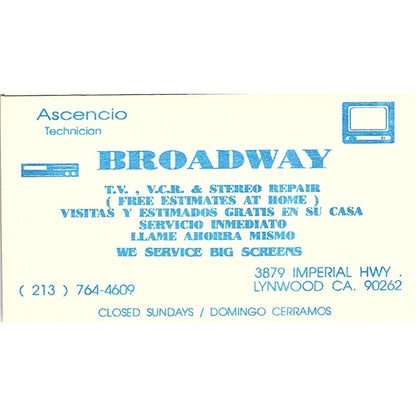 Ascencio
Technician
BROADWAY
T.V. , V.C.R. & STEREO REPAIR
( FREE ESTIMATES AT HOME )
VISITAS Y ESTIMADOS GRATIS EN SU CASA
SERVICIO INMEDIATO
LLAME AHORRA MISMO
WE SERVICE BIG SCREENS
3879 IMPERIAL HWY .
( 213 ) 764-4609
LYNWOOD CA. 90262
CLOSED SUNDAYS / DOMINGO CERRAMOS